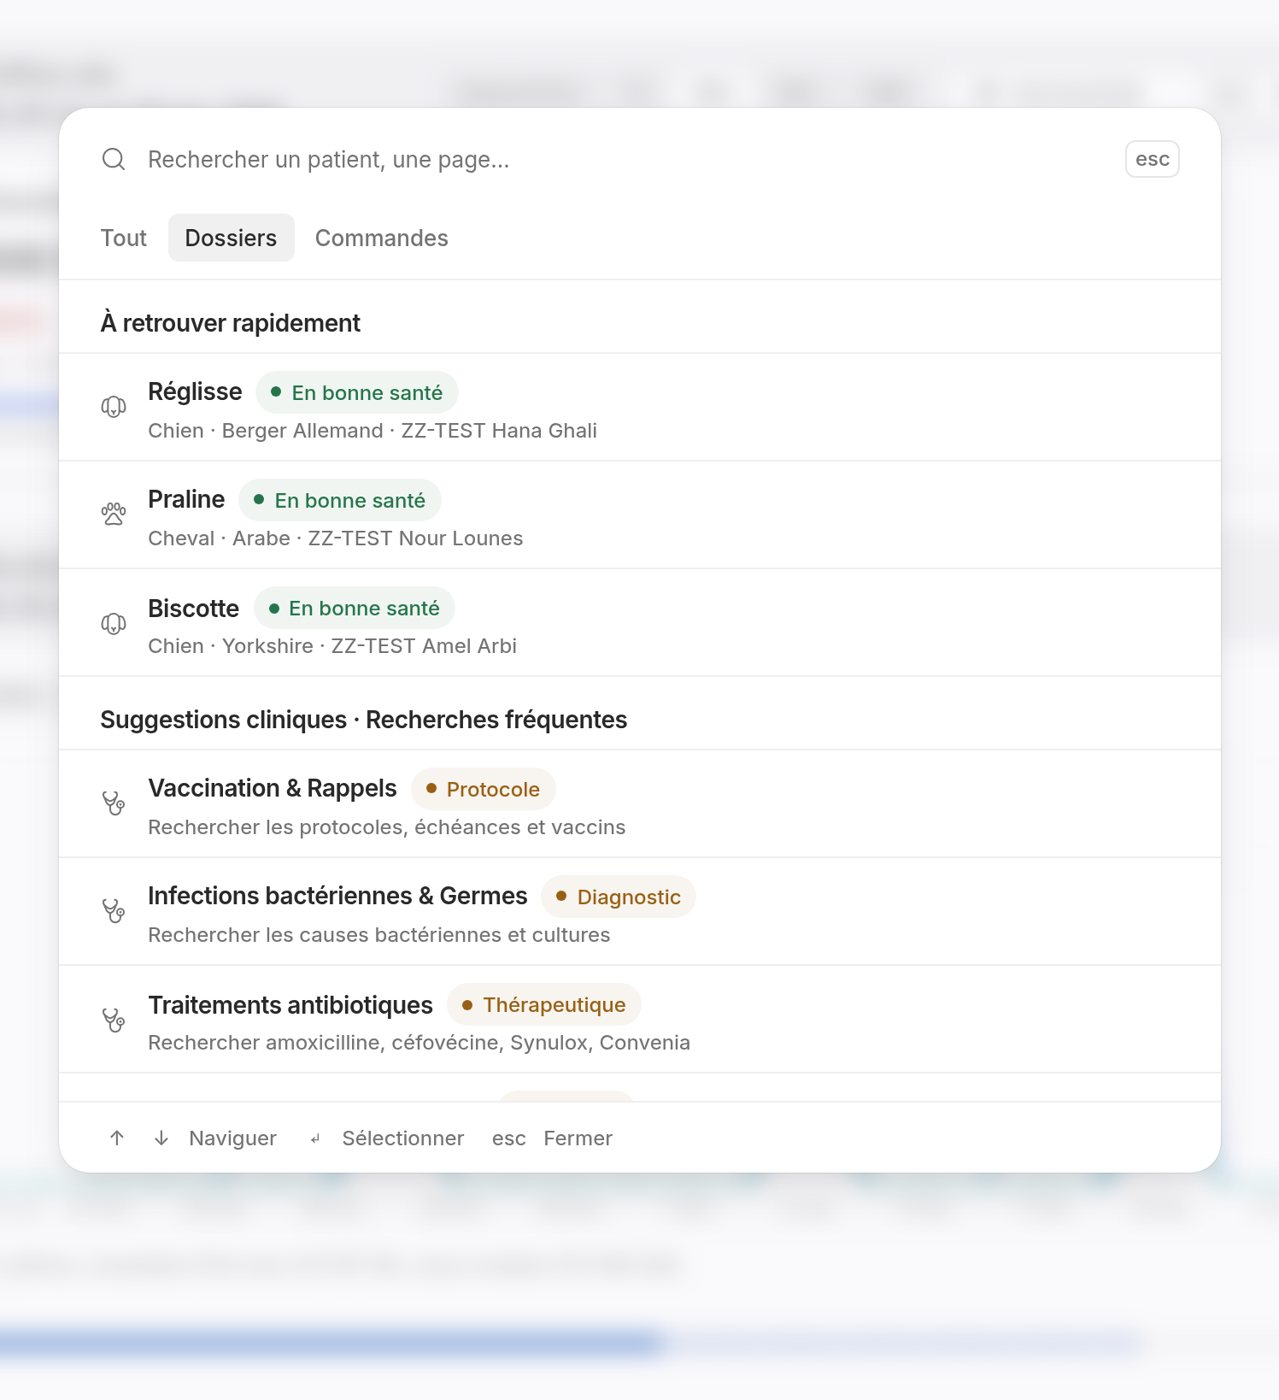 Rechercher un patient, une page...
esc
Tout Dossiers Commandes
À retrouver rapidement
Réglisse En bonne santé
Chien · Berger Allemand · ZZ-TEST Hana Ghali
Praline En bonne santé
Cheval · Arabe · ZZ-TEST Nour Lounes
Biscotte En bonne santé
Chien · Yorkshire · ZZ-TEST Amel Arbi
Suggestions cliniques · Recherches fréquentes
Vaccination & Rappels Protocole
Rechercher les protocoles, échéances et vaccins
Infections bactériennes & Germes Diagnostic
Rechercher les causes bactériennes et cultures
Traitements antibiotiques Thérapeutique
Rechercher amoxicilline, céfovécine, Synulox, Convenia
↑ ↓ Naviguer ↲ Sélectionner esc Fermer